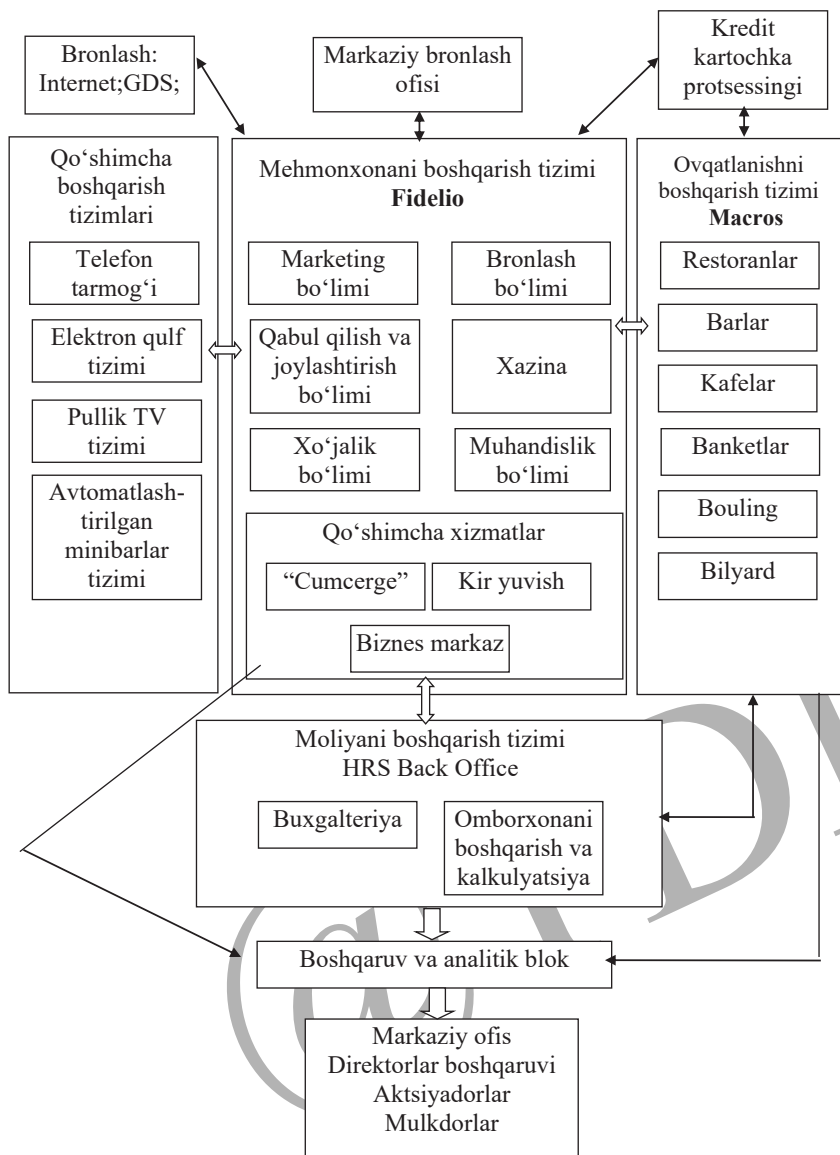 Bronlash:
Internet;GDS;
Markaziy bronlash
ofisi
Kredit
kartochka
protsessingi
Qo‘shimcha
boshqarish
tizimlari
Telefon
tarmog‘i
Elektron qulf
tizimi
Pullik TV
tizimi
Avtomatlash-
tirilgan
minibarlar
tizimi
Mehmonxonani boshqarish tizimi
Fidelio
Marketing
bo‘limi
Bronlash
bo‘limi
Qabul qilish va
joylashtirish
bo‘limi
Xazina
Xo‘jalik
bo‘limi
Muhandislik
bo‘limi
Qo‘shimcha xizmatlar
“Cumcerge”
Kir yuvish
Biznes markaz
Ovqatlanishni
boshqarish tizimi
Macros
Restoranlar
Barlar
Kafelar
Banketlar
Bouling
Bilyard
Moliyani boshqarish tizimi
HRS Back Office
Buxgalteriya
Omborxonani
boshqarish va
kalkulyatsiya
Boshqaruv va analitik blok
Markaziy ofis
Direktorlar boshqaruvi
Aktsiyadorlar
Mulkdorlar